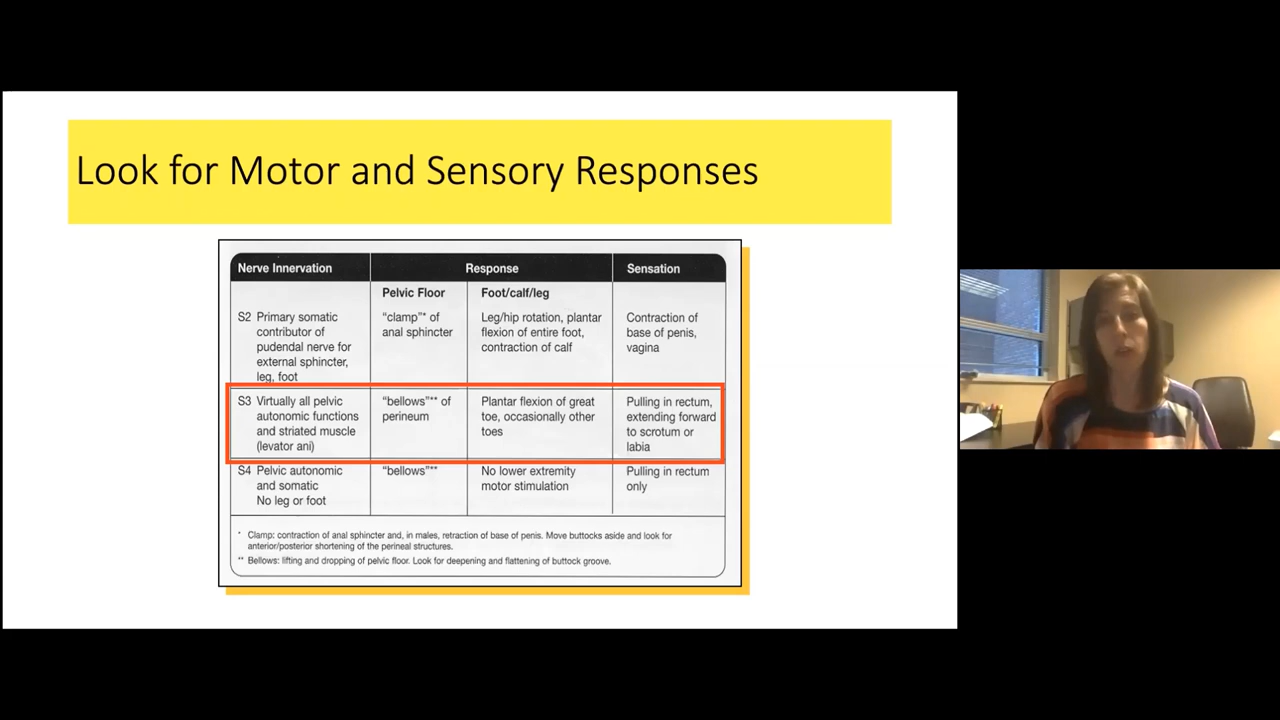 Look for Motor and Sensory Responses
Nerve Innervation Response Sensation
Pelvic Floor Foot/calf/leg
S2 Primary somatic
contributor of
pudendal nerve for
external sphincter,
leg, foot
"clamp"* of
anal sphincter
Leg/hip rotation, plantar
flexion of entire foot,
contraction of calf
Contraction of
base of penis,
vagina
S3 Virtually all pelvic
autonomic functions
and striated muscle
(levator ani)
"bellows"** of
perineum
Plantar flexion of great
toe, occasionally other
toes
Pulling in rectum,
extending forward
to scrotum or
labia
S4 Pelvic autonomic
and somatic
No leg or foot
"bellows"**
No lower extremity
motor stimulation
Pulling in rectum
only
* Clamp: contraction of anal sphincter and, in males, retraction of base of penis. Move buttocks aside and look for
anterior/posterior shortening of the perineal structures.
** Bellows: lifting and dropping of pelvic floor. Look for deepening and flattening of buttock groove.